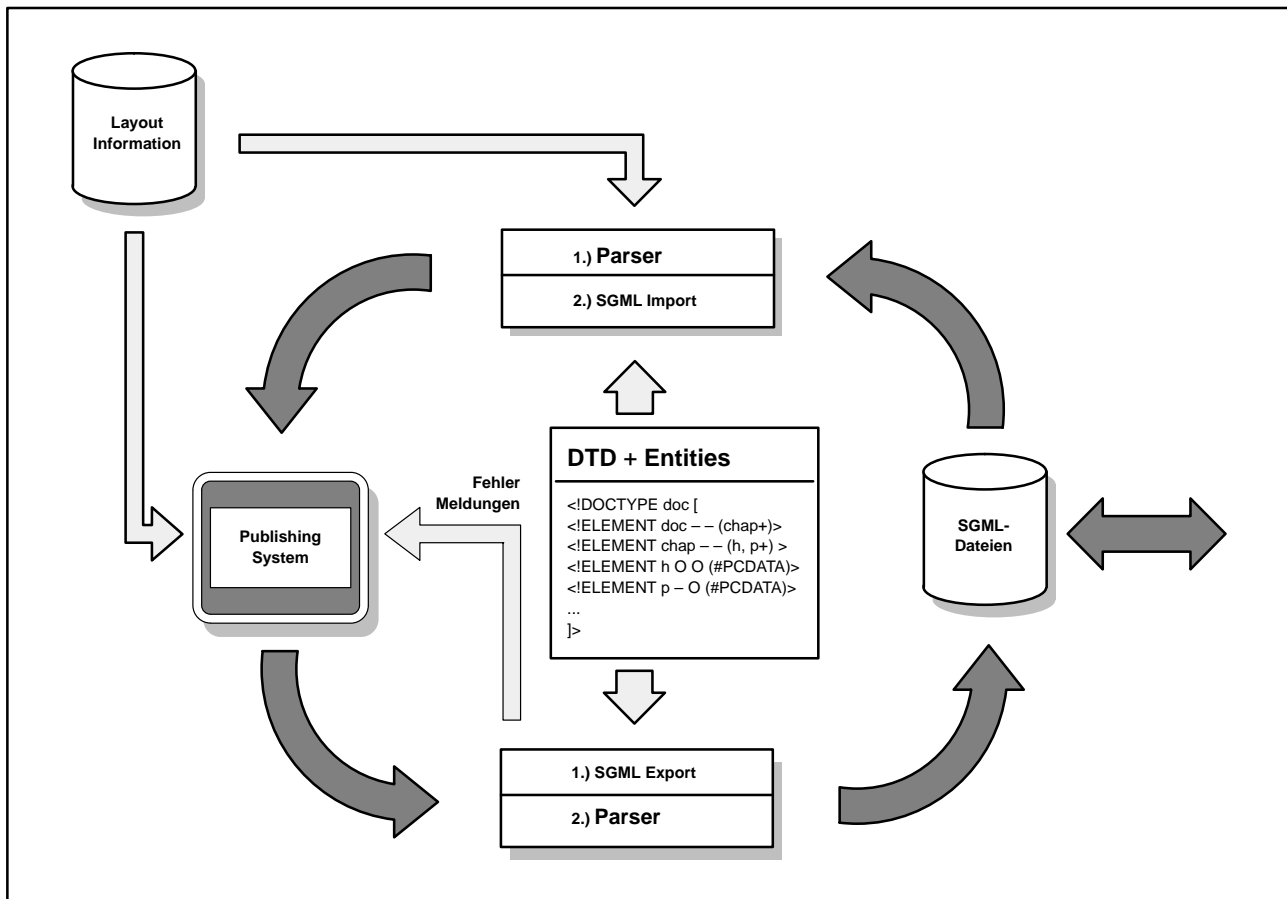 Layout
Information
1.) Parser
2.) SGML Import
DTD + Entities
<!DOCTYPE doc [
<!ELEMENT doc – – (chap+)>
<!ELEMENT chap – – (h, p+) >
<!ELEMENT h O O (#PCDATA)>
<!ELEMENT p – O (#PCDATA)>
...
]>
Fehler
Meldungen
Publishing
System
SGML-
Dateien
1.) SGML Export
2.) Parser